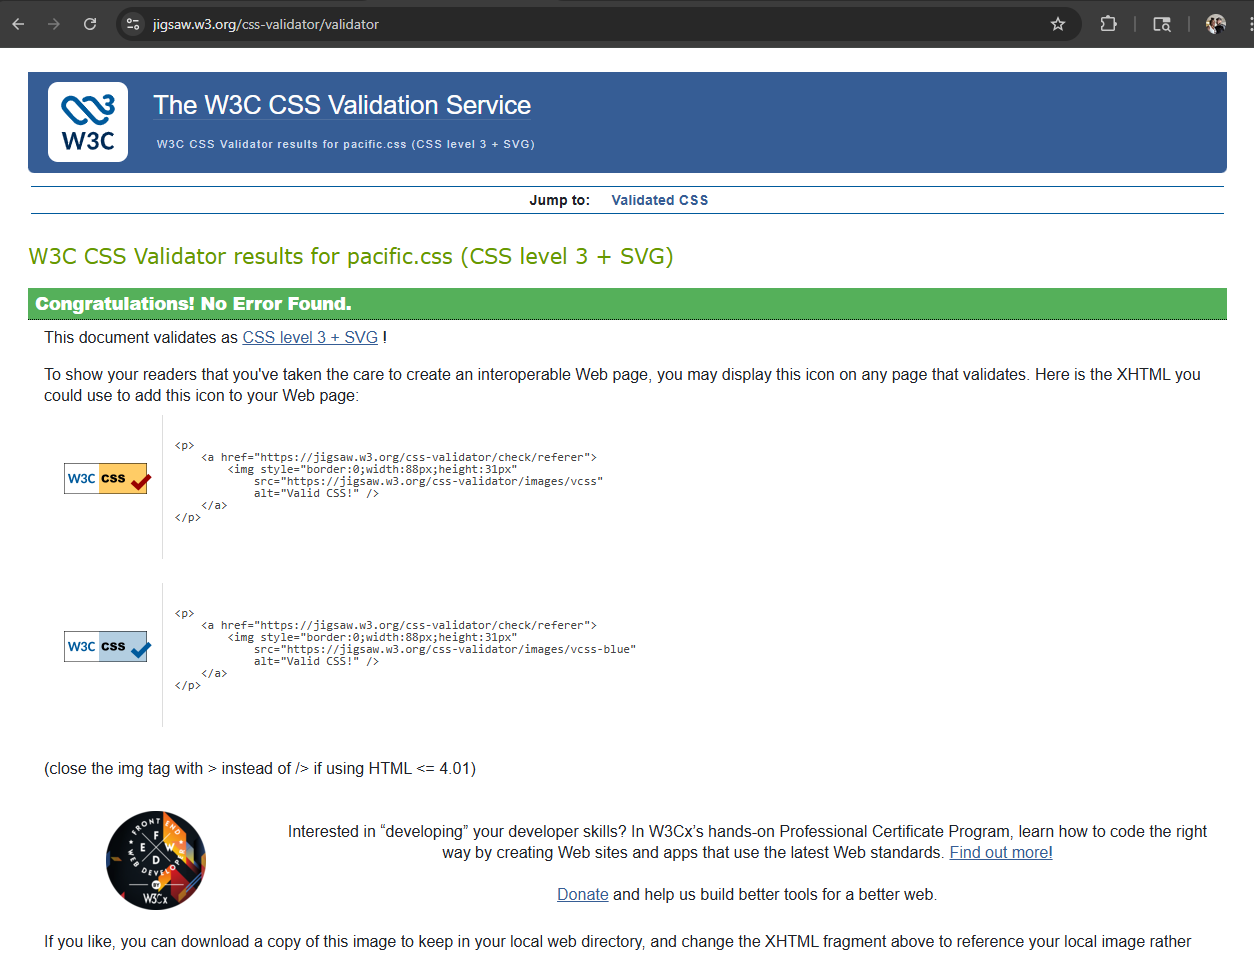 jigsaw.w3.org/css-validator/validator
W3C
The W3C CSS Validation Service
W3C CSS Validator results for pacific.css (CSS level 3 + SVG)
Jump to: Validated CSS
W3C CSS Validator results for pacific.css (CSS level 3 + SVG)
Congratulations! No Error Found.
This document validates as CSS level 3 + SVG !
To show your readers that you've taken the care to create an interoperable Web page, you may display this icon on any page that validates. Here is the XHTML you
could use to add this icon to your Web page:
W3C css
<p>
<a href="https://jigsaw.w3.org/css-validator/check/referer">
<img style="border:0;width:88px;height:31px"
src="https://jigsaw.w3.org/css-validator/images/vcss"
alt="Valid CSS!" />
</a>
</p>
W3C css
<p>
<a href="https://jigsaw.w3.org/css-validator/check/referer">
<img style="border:0;width:88px;height:31px"
src="https://jigsaw.w3.org/css-validator/images/vcss-blue"
alt="Valid CSS!" />
</a>
</p>
(close the img tag with > instead of /> if using HTML <= 4.01)
FRONT END
F
E W
D
WEB DEVELOPER
BY
W3Cx
Interested in “developing” your developer skills? In W3Cx’s hands-on Professional Certificate Program, learn how to code the right
way by creating Web sites and apps that use the latest Web standards. Find out more!
Donate and help us build better tools for a better web.
If you like, you can download a copy of this image to keep in your local web directory, and change the XHTML fragment above to reference your local image rather